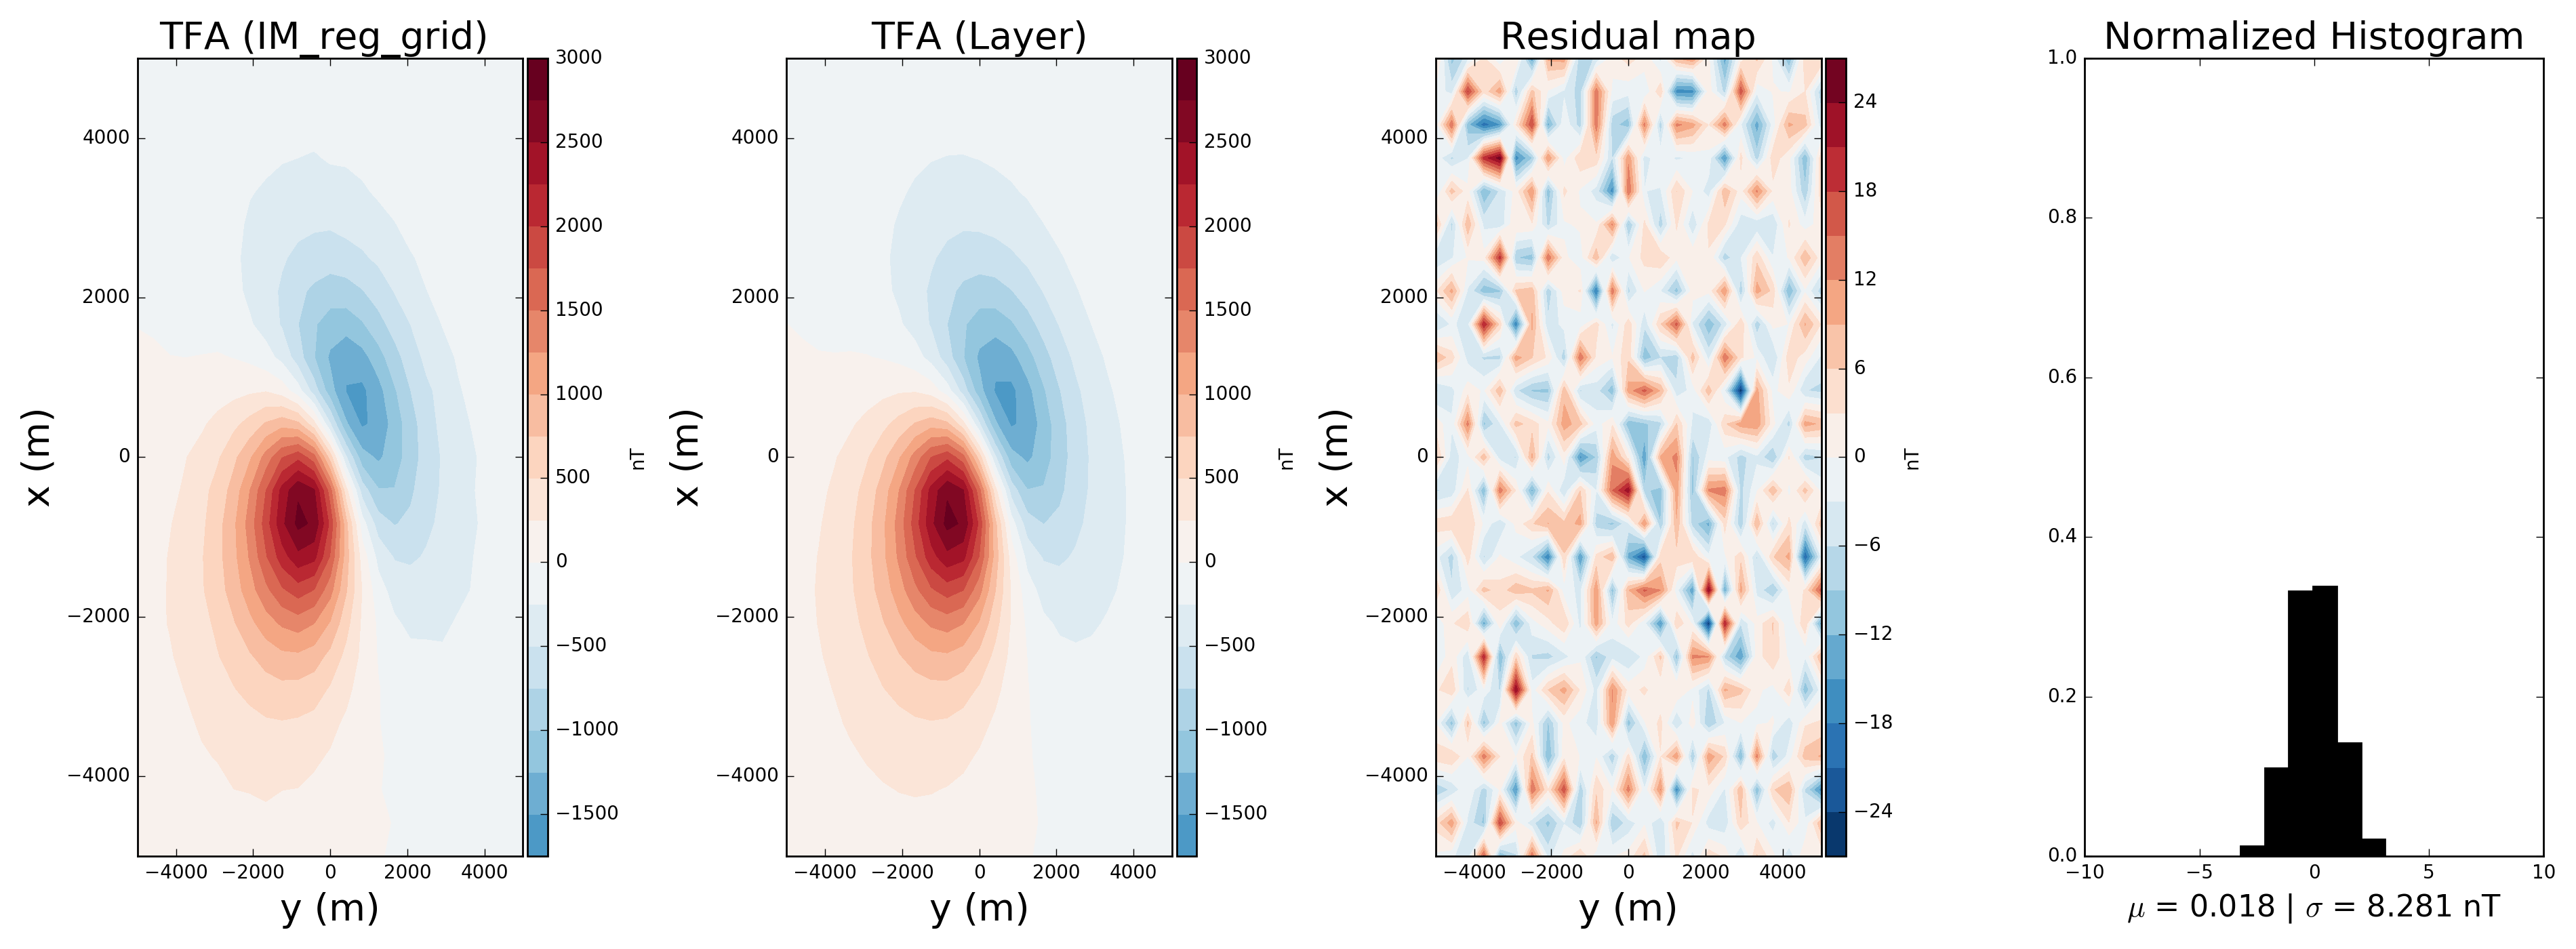 TFA (IM_reg_grid)
4000
2000
0
−2000
−4000
x (m)
−4000 −2000 0 2000 4000
y (m)
3000
2500
2000
1500
1000
500
0
−500
−1000
−1500
nT
TFA (Layer)
4000
2000
0
−2000
−4000
x (m)
−4000 −2000 0 2000 4000
y (m)
3000
2500
2000
1500
1000
500
0
−500
−1000
−1500
nT
Residual map
4000
2000
0
−2000
−4000
x (m)
−4000 −2000 0 2000 4000
y (m)
24
18
12
6
0
−6
−12
−18
−24
nT
Normalized Histogram
1.0
0.8
0.6
0.4
0.2
0.0
−10 −5 0 5 10
μ = 0.018 | σ = 8.281 nT